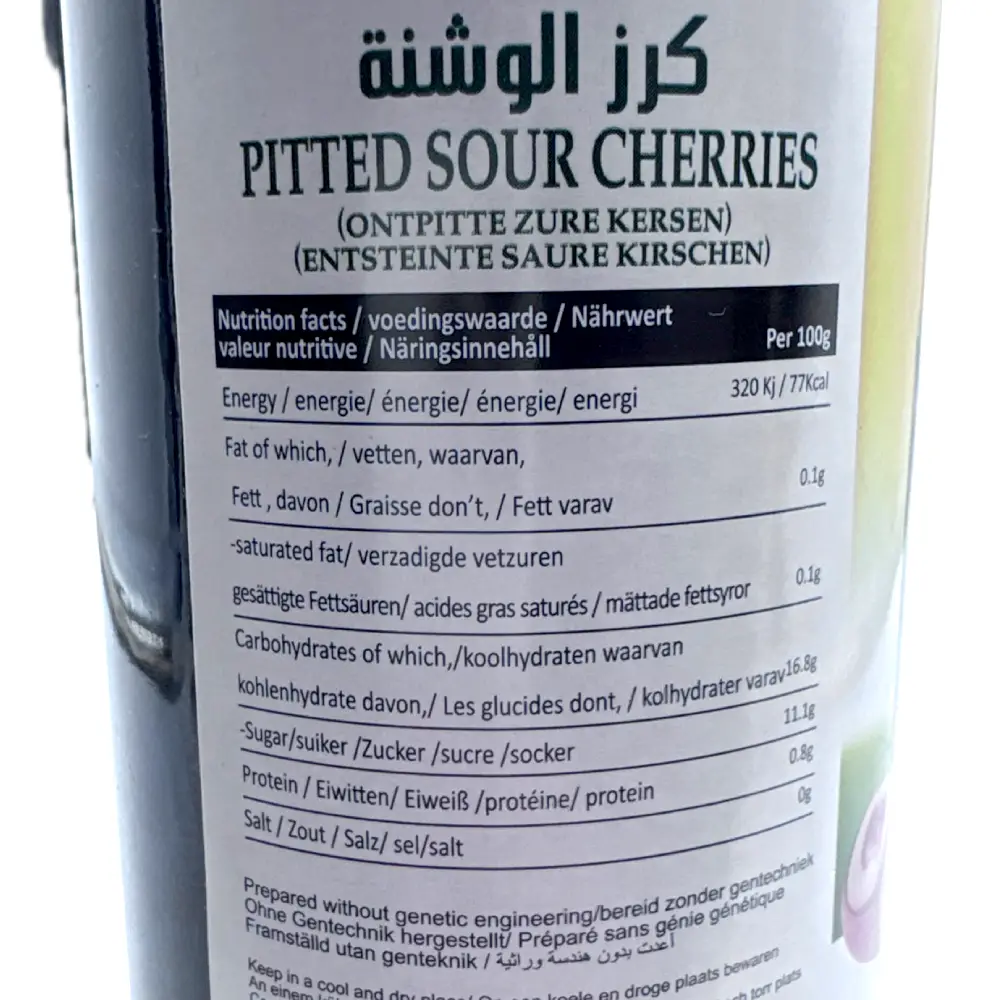 كرز الوشنة
PITTED SOUR CHERRIES
(ONTPITTE ZURE KERSEN)
(ENTSTEINTE SAURE KIRSCHEN)
Nutrition facts / voedingswaarde / Nährwert
valeur nutritive / Näringsinnehåll
Per 100g
Energy / energie/ énergie/ énergie/ energi
320 Kj / 77Kcal
Fat of which, / vetten, waarvan,
Fett , davon / Graisse don't, / Fett varav
0.1g
-saturated fat/ verzadigde vetzuren
gesättigte Fettsäuren/ acides gras saturés / mättade fettsyror
0.1g
Carbohydrates of which,/koolhydraten waarvan
kohlenhydrate davon,/ Les glucides dont, / kolhydrater varav
16.8g
-Sugar/suiker /Zucker /sucre /socker
11.1g
Protein / Eiwitten/ Eiweiß /protéine/ protein
0.8g
Salt / Zout / Salz/ sel/salt
0g
Prepared without genetic engineering/bereid zonder gentechniek
Ohne Gentechnik hergestellt/ Préparé sans génie génétique
Framställd utan genteknik / أعدت بدون هندسة وراثية
Keep in a cool and dry place/ koele en droge plaats bewaren
An einem torr plats